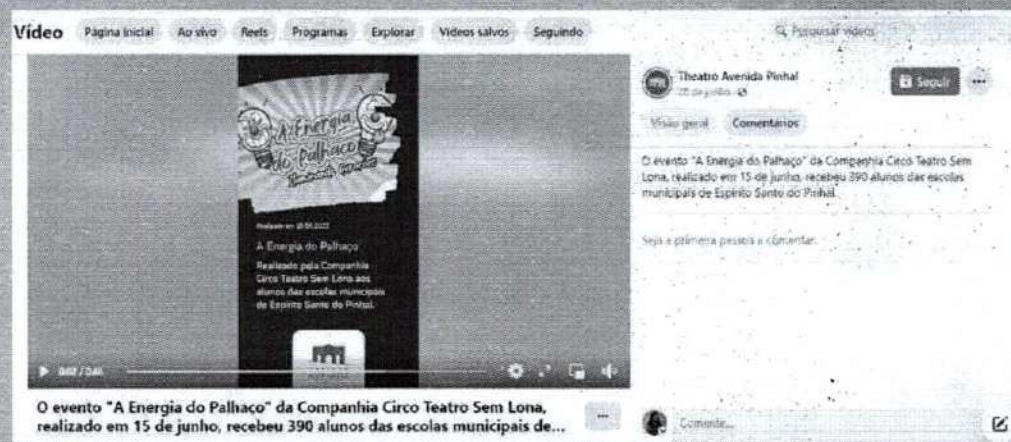 Vídeo Página inicial Ao vivo Reels Programas Explorar Vídeos salvos Seguindo
Pesquisar vídeos
A Energia
do Palhaço
A Energia do Palhaço
Realizado pela Companhia
Circo Teatro Sem Lona aos
alunos das escolas municipais
de Espírito Santo do Pinhal.
O evento "A Energia do Palhaço" da Companhia Circo Teatro Sem Lona,
realizado em 15 de junho, recebeu 390 alunos das escolas municipais de...
Theatro Avenida Pinhal
Seguir
Visão geral Comentários
O evento "A Energia do Palhaço" da Companhia Circo Teatro Sem
Lona, realizado em 15 de junho, recebeu 390 alunos das escolas
municipais de Espírito Santo do Pinhal
Seja a primeira pessoa a comentar.
Comente...